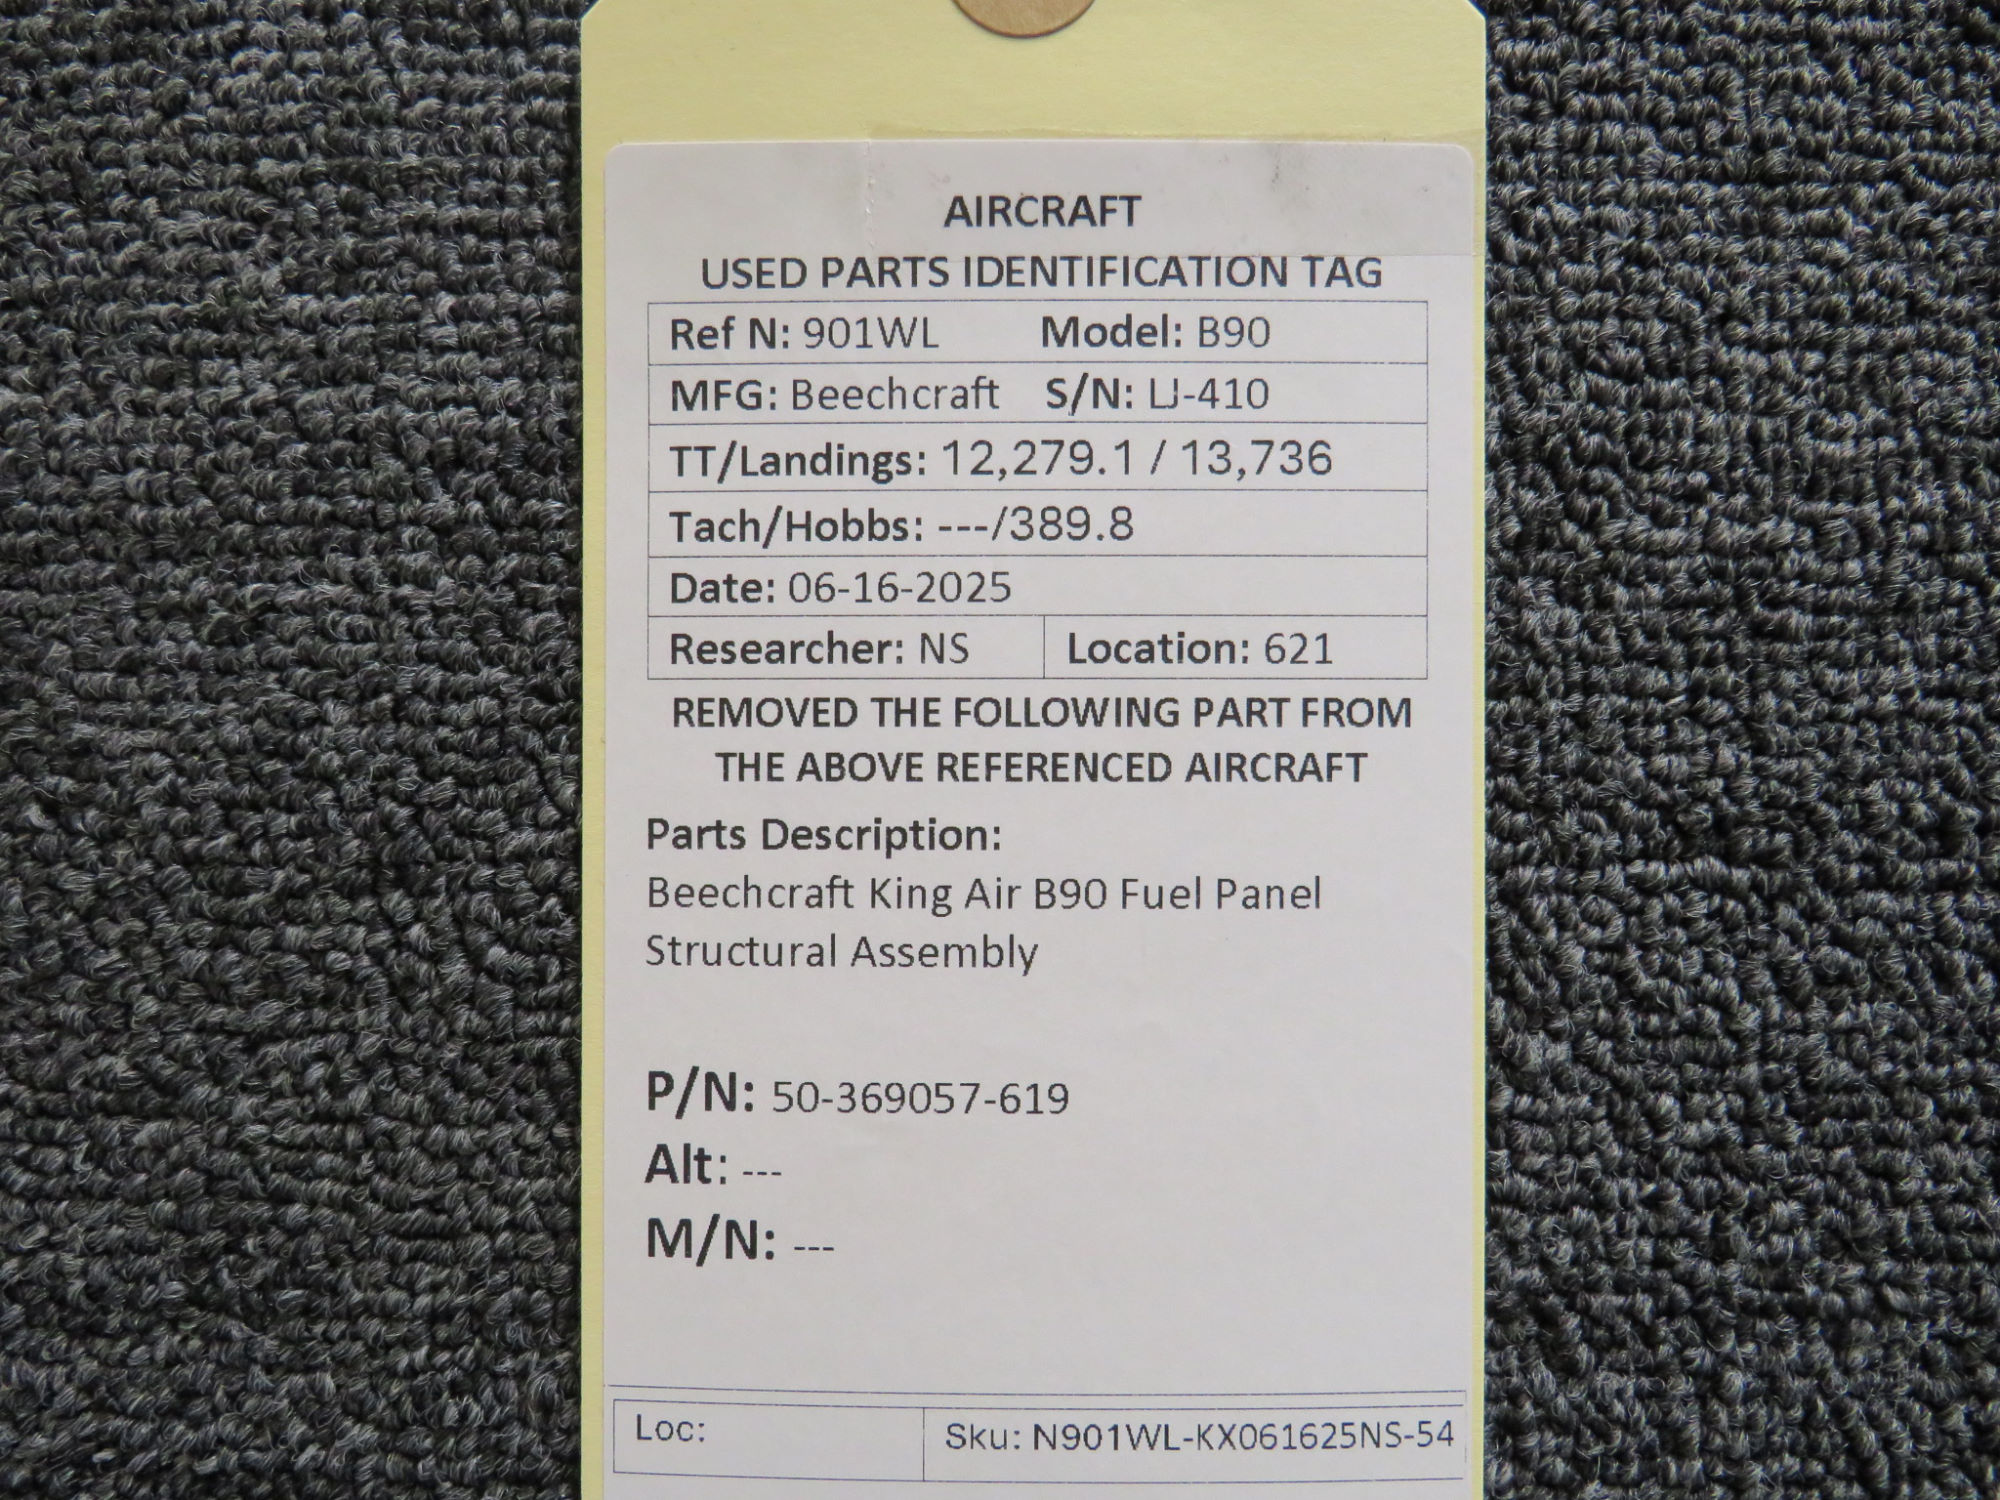 AIRCRAFT
USED PARTS IDENTIFICATION TAG
Ref N: 901WL Model: B90
MFG: Beechcraft S/N: LJ-410
TT/Landings: 12,279.1 / 13,736
Tach/Hobbs: ---/389.8
Date: 06-16-2025
Researcher: NS Location: 621
REMOVED THE FOLLOWING PART FROM
THE ABOVE REFERENCED AIRCRAFT
Parts Description:
Beechcraft King Air B90 Fuel Panel
Structural Assembly
P/N: 50-369057-619
Alt: ---
M/N: ---
Loc: Sku: N901WL-KX061625NS-54